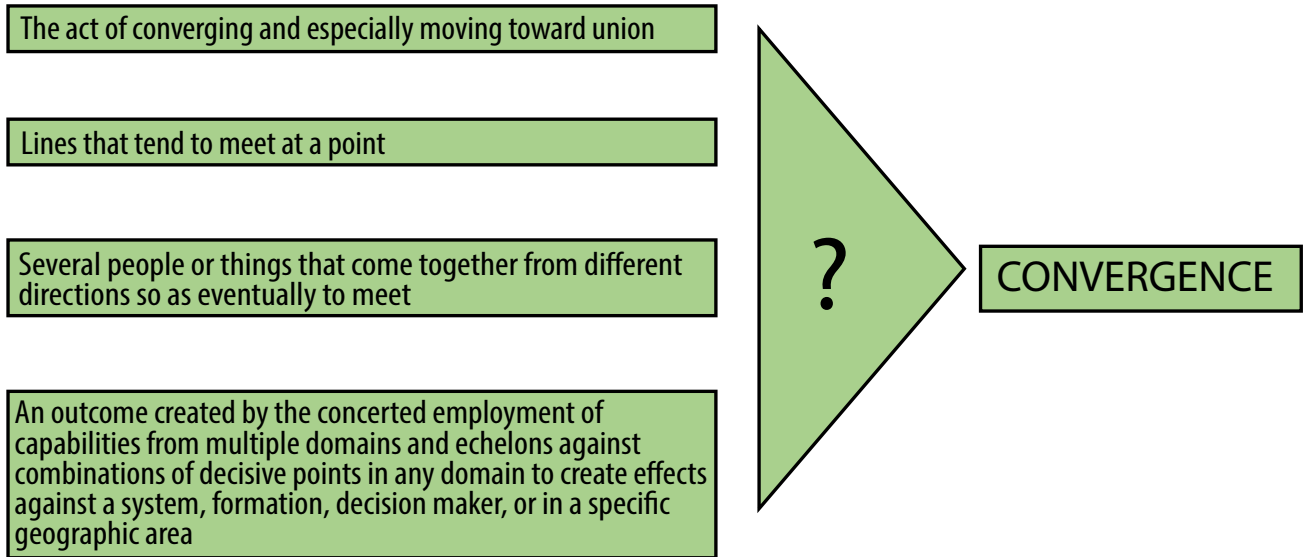 The act of converging and especially moving toward union
Lines that tend to meet at a point
Several people or things that come together from different
directions so as eventually to meet
An outcome created by the concerted employment of
capabilities from multiple domains and echelons against
combinations of decisive points in any domain to create effects
against a system, formation, decision maker, or in a specific
geographic area
?
CONVERGENCE